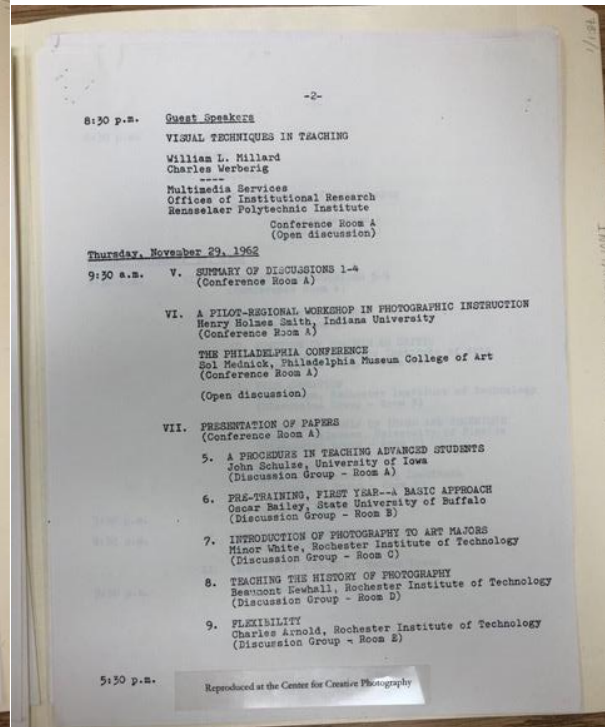 -2-
8:30 p.m. Guest Speakers
VISUAL TECHNIQUES IN TEACHING
William L. Millard
Charles Werberig
----
Multimedia Services
Offices of Institutional Research
Rensselaer Polytechnic Institute
Conference Room A
(Open discussion)
Thursday, November 29, 1962
9:30 a.m. V. SUMMARY OF DISCUSSIONS 1-4
(Conference Room A)
VI. A PILOT-REGIONAL WORKSHOP IN PHOTOGRAPHIC INSTRUCTION
Henry Holmes Smith, Indiana University
(Conference Room A)
THE PHILADELPHIA CONFERENCE
Sol Mednick, Philadelphia Museum College of Art
(Conference Room A)
(Open discussion)
VII. PRESENTATION OF PAPERS
(Conference Room A)
5. A PROCEDURE IN TEACHING ADVANCED STUDENTS
John Schulze, University of Iowa
(Discussion Group - Room A)
6. PRE-TRAINING, FIRST YEAR--A BASIC APPROACH
Oscar Bailey, State University of Buffalo
(Discussion Group - Room B)
7. INTRODUCTION OF PHOTOGRAPHY TO ART MAJORS
Minor White, Rochester Institute of Technology
(Discussion Group - Room C)
8. TEACHING THE HISTORY OF PHOTOGRAPHY
Beaumont Newhall, Rochester Institute of Technology
(Discussion Group - Room D)
9. FLEXIBILITY
Charles Arnold, Rochester Institute of Technology
(Discussion Group - Room E)
5:30 p.m.
Reproduced at the Center for Creative Photography